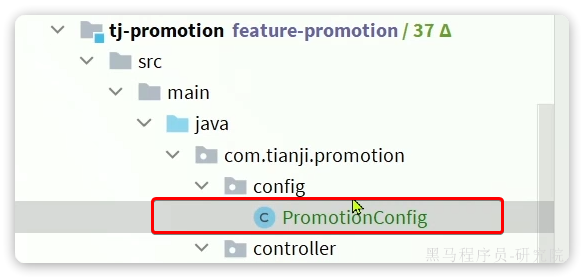 tj-promotion feature-promotion / 37 Δ
src
main
java
com.tianji.promotion
config
C PromotionConfig
controller
黑马程序员-研究院